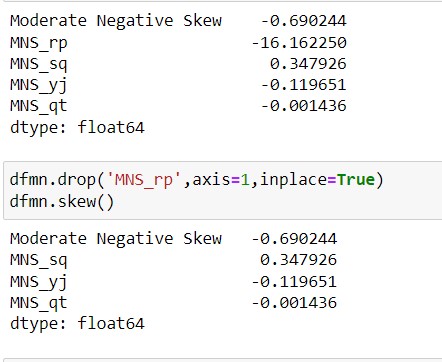 Moderate Negative Skew    -0.690244
MNS_rp                   -16.162250
MNS_sq                     0.347926
MNS_yj                    -0.119651
MNS_qt                    -0.001436
dtype: float64
dfmn.drop('MNS_rp',axis=1,inplace=True)
dfmn.skew()
Moderate Negative Skew   -0.690244
MNS_sq                    0.347926
MNS_yj                   -0.119651
MNS_qt                   -0.001436
dtype: float64